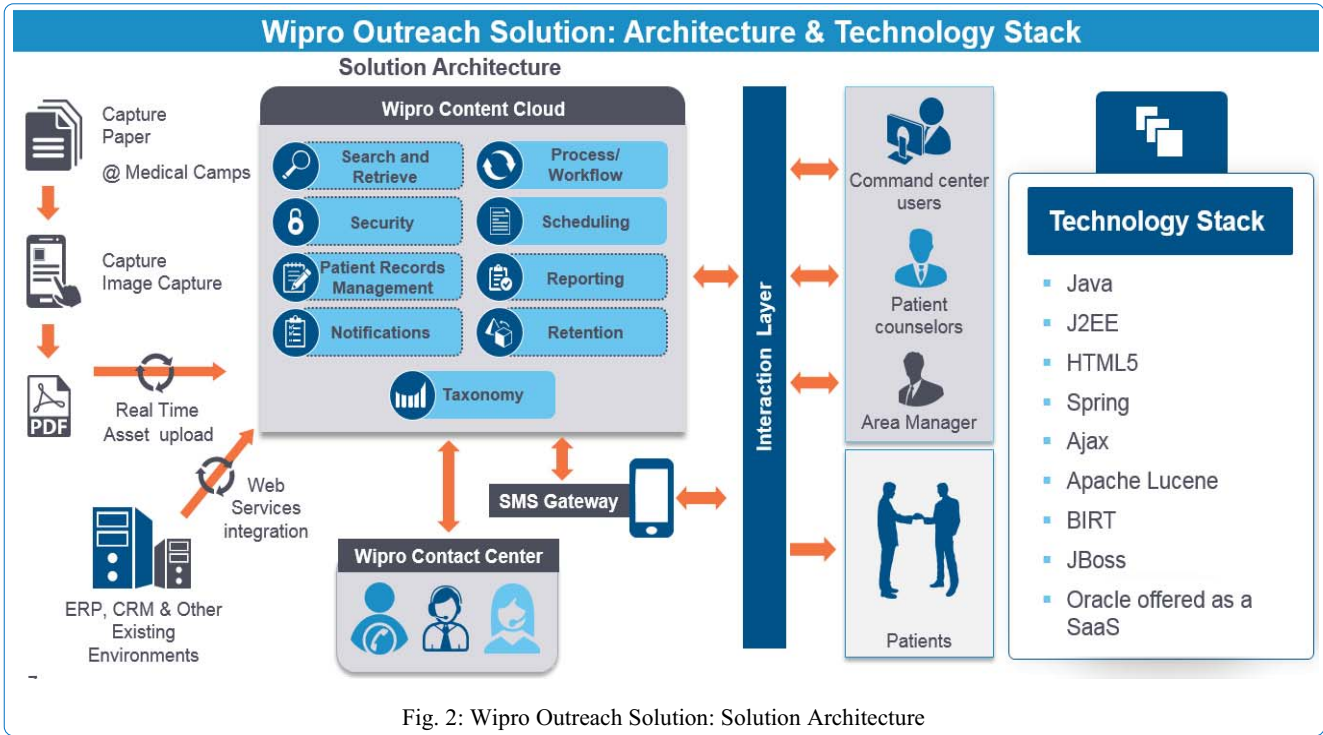 Wipro Outreach Solution: Architecture & Technology Stack
Solution Architecture
Capture
Paper
@ Medical Camps
Capture
Image Capture
PDF
Real Time
Asset upload
Web
Services
integration
ERP, CRM & Other
Existing
Environments
Wipro Content Cloud
Search and
Retrieve
Process/
Workflow
Security
Scheduling
Patient Records
Management
Reporting
Notifications
Retention
Taxonomy
SMS Gateway
Wipro Contact Center
Interaction Layer
Command center
users
Patient
counselors
Area Manager
Patients
Technology Stack
Java
J2EE
HTML5
Spring
Ajax
Apache Lucene
BIRT
JBoss
Oracle offered as a
SaaS
Fig. 2: Wipro Outreach Solution: Solution Architecture